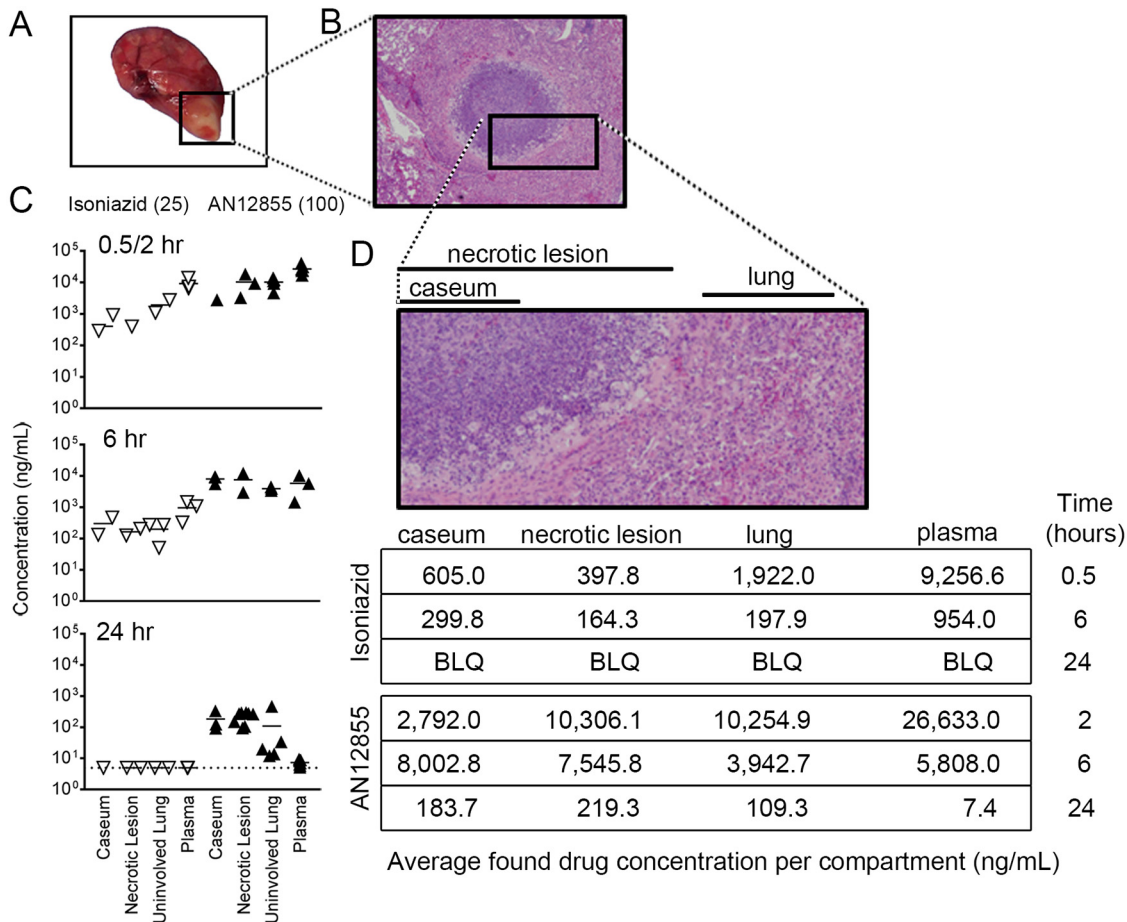 A
B
C
Isoniazid (25) AN12855 (100)
Concentration (ng/mL)
0.5/2 hr
10⁵
10⁴
10³
10²
10¹
10⁰
6 hr
10⁵
10⁴
10³
10²
10¹
10⁰
24 hr
10⁵
10⁴
10³
10²
10¹
10⁰
Caseum
Necrotic Lesion
Uninvolved Lung
Plasma
Caseum
Necrotic Lesion
Uninvolved Lung
Plasma
D
necrotic lesion
caseum lung
Time
(hours)
caseum necrotic lesion lung plasma
Isoniazid
605.0 397.8 1,922.0 9,256.6 0.5
299.8 164.3 197.9 954.0 6
BLQ BLQ BLQ BLQ 24
AN12855
2,792.0 10,306.1 10,254.9 26,633.0 2
8,002.8 7,545.8 3,942.7 5,808.0 6
183.7 219.3 109.3 7.4 24
Average found drug concentration per compartment (ng/mL)